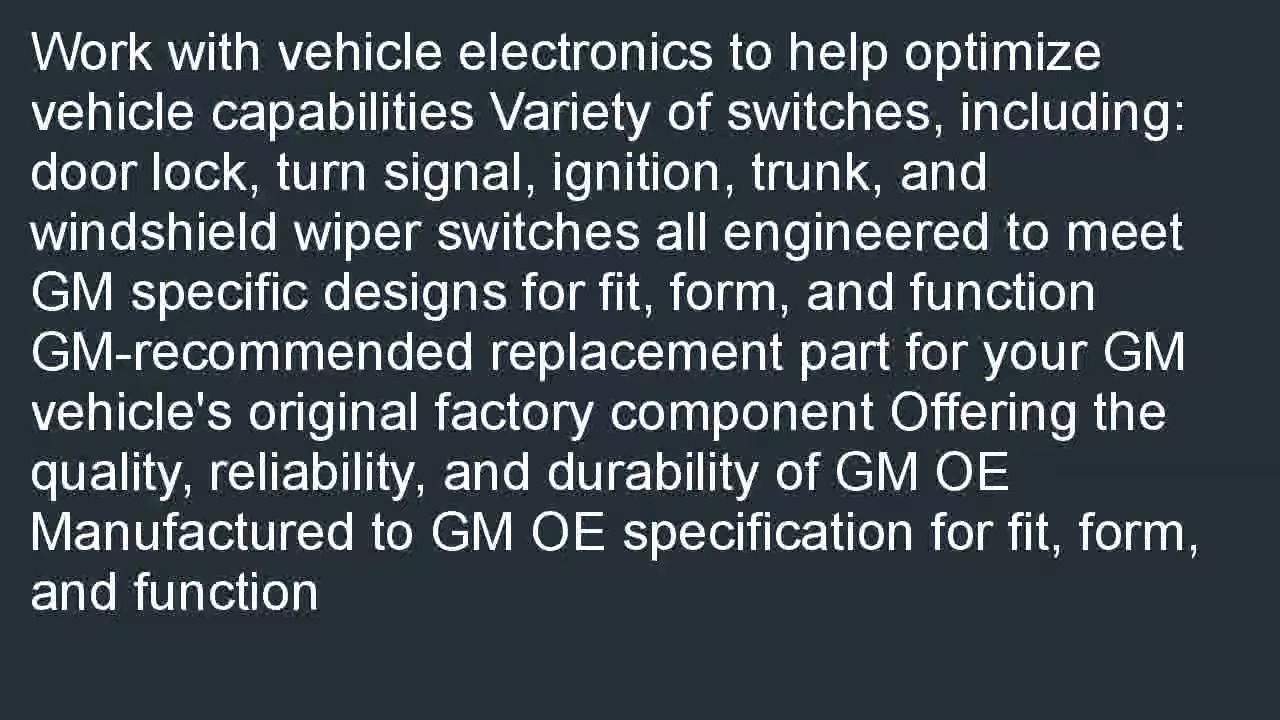 Work with vehicle electronics to help optimize
vehicle capabilities Variety of switches, including:
door lock, turn signal, ignition, trunk, and
windshield wiper switches all engineered to meet
GM specific designs for fit, form, and function
GM-recommended replacement part for your GM
vehicle's original factory component Offering the
quality, reliability, and durability of GM OE
Manufactured to GM OE specification for fit, form,
and function